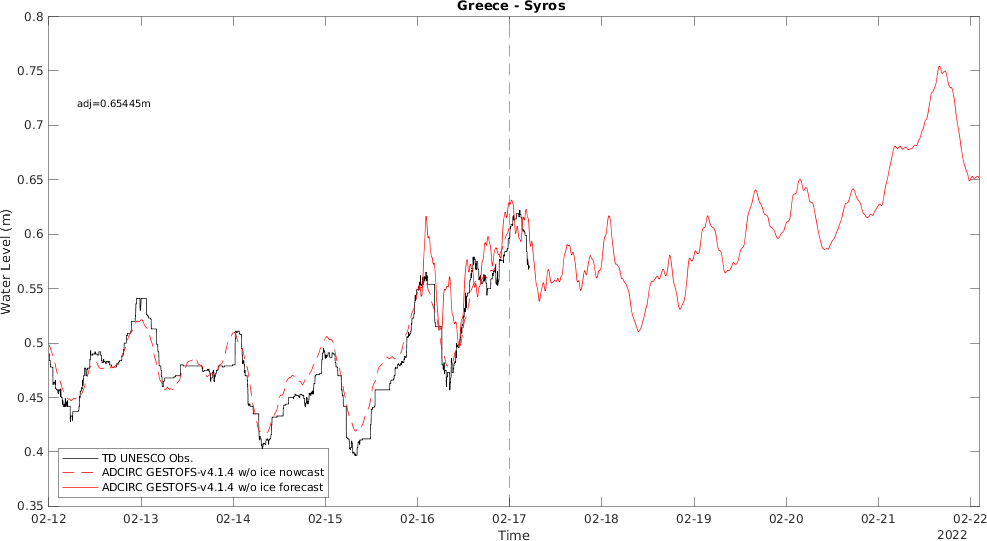 Greece - Syros
0.8
0.75
0.7
0.65
0.6
0.55
0.5
0.45
0.4
0.35
Water Level (m)
adj=0.65445m
TD UNESCO Obs.
ADCIRC GESTOFS-v4.1.4 w/o ice nowcast
ADCIRC GESTOFS-v4.1.4 w/o ice forecast
02-12 02-13 02-14 02-15 02-16 02-17 02-18 02-19 02-20 02-21 02-22
Time
2022